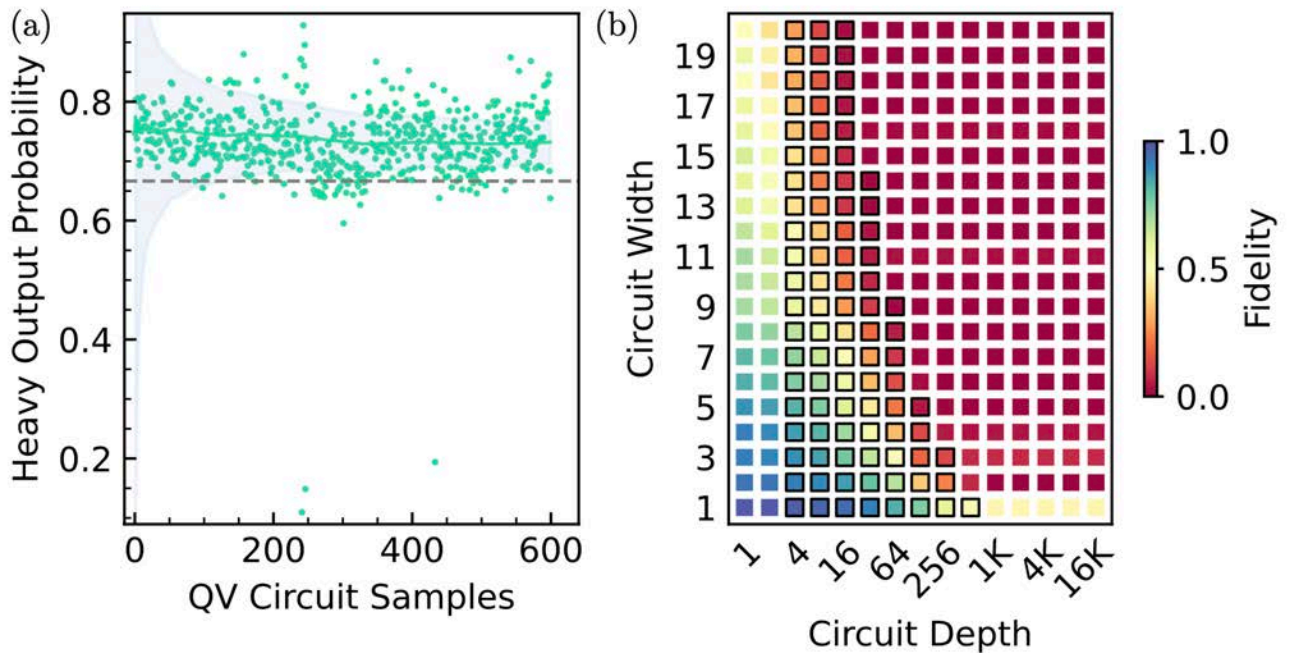 (a)
Heavy Output Probability
0.8
0.6
0.4
0.2
0
200
400
600
QV Circuit Samples
(b)
Circuit Width
19
17
15
13
11
9
7
5
3
1
1
4
16
64
256
1K
4K
16K
Circuit Depth
1.0
0.5
0.0
Fidelity